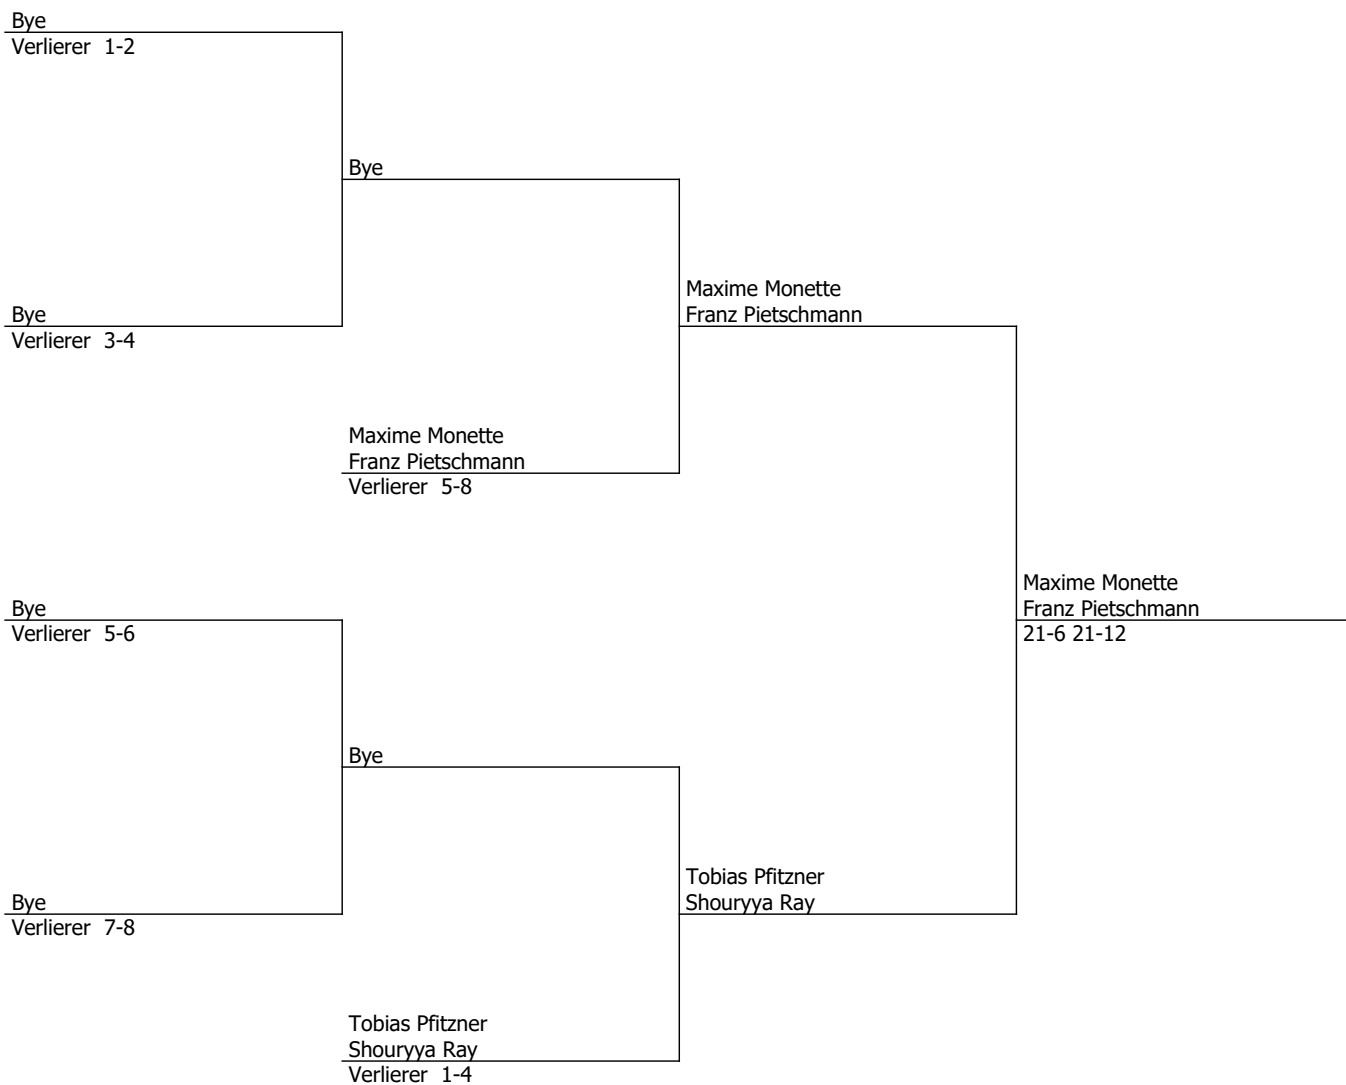 Bye
Verlierer 1-2
Bye
Bye
Verlierer 3-4
Maxime Monette
Franz Pietschmann
Maxime Monette
Franz Pietschmann
Verlierer 5-8
Maxime Monette
Franz Pietschmann
21-6 21-12
Bye
Verlierer 5-6
Bye
Bye
Verlierer 7-8
Tobias Pfitzner
Shouryya Ray
Tobias Pfitzner
Shouryya Ray
Verlierer 1-4